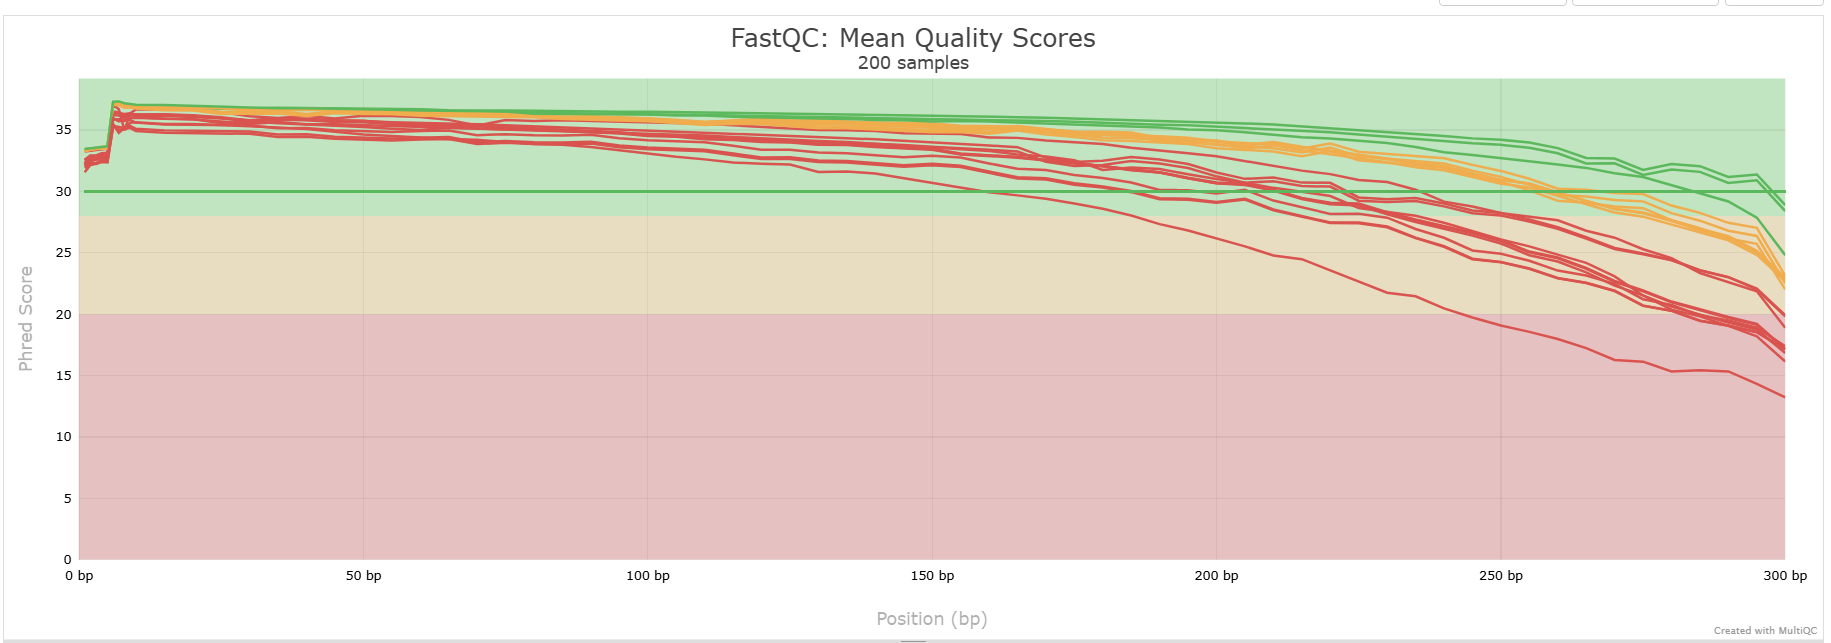 FastQC: Mean Quality Scores
200 samples
Phred Score
35
30
25
20
15
10
5
0
0 bp
50 bp
100 bp
150 bp
200 bp
250 bp
300 bp
Position (bp)
Created with MultiQC